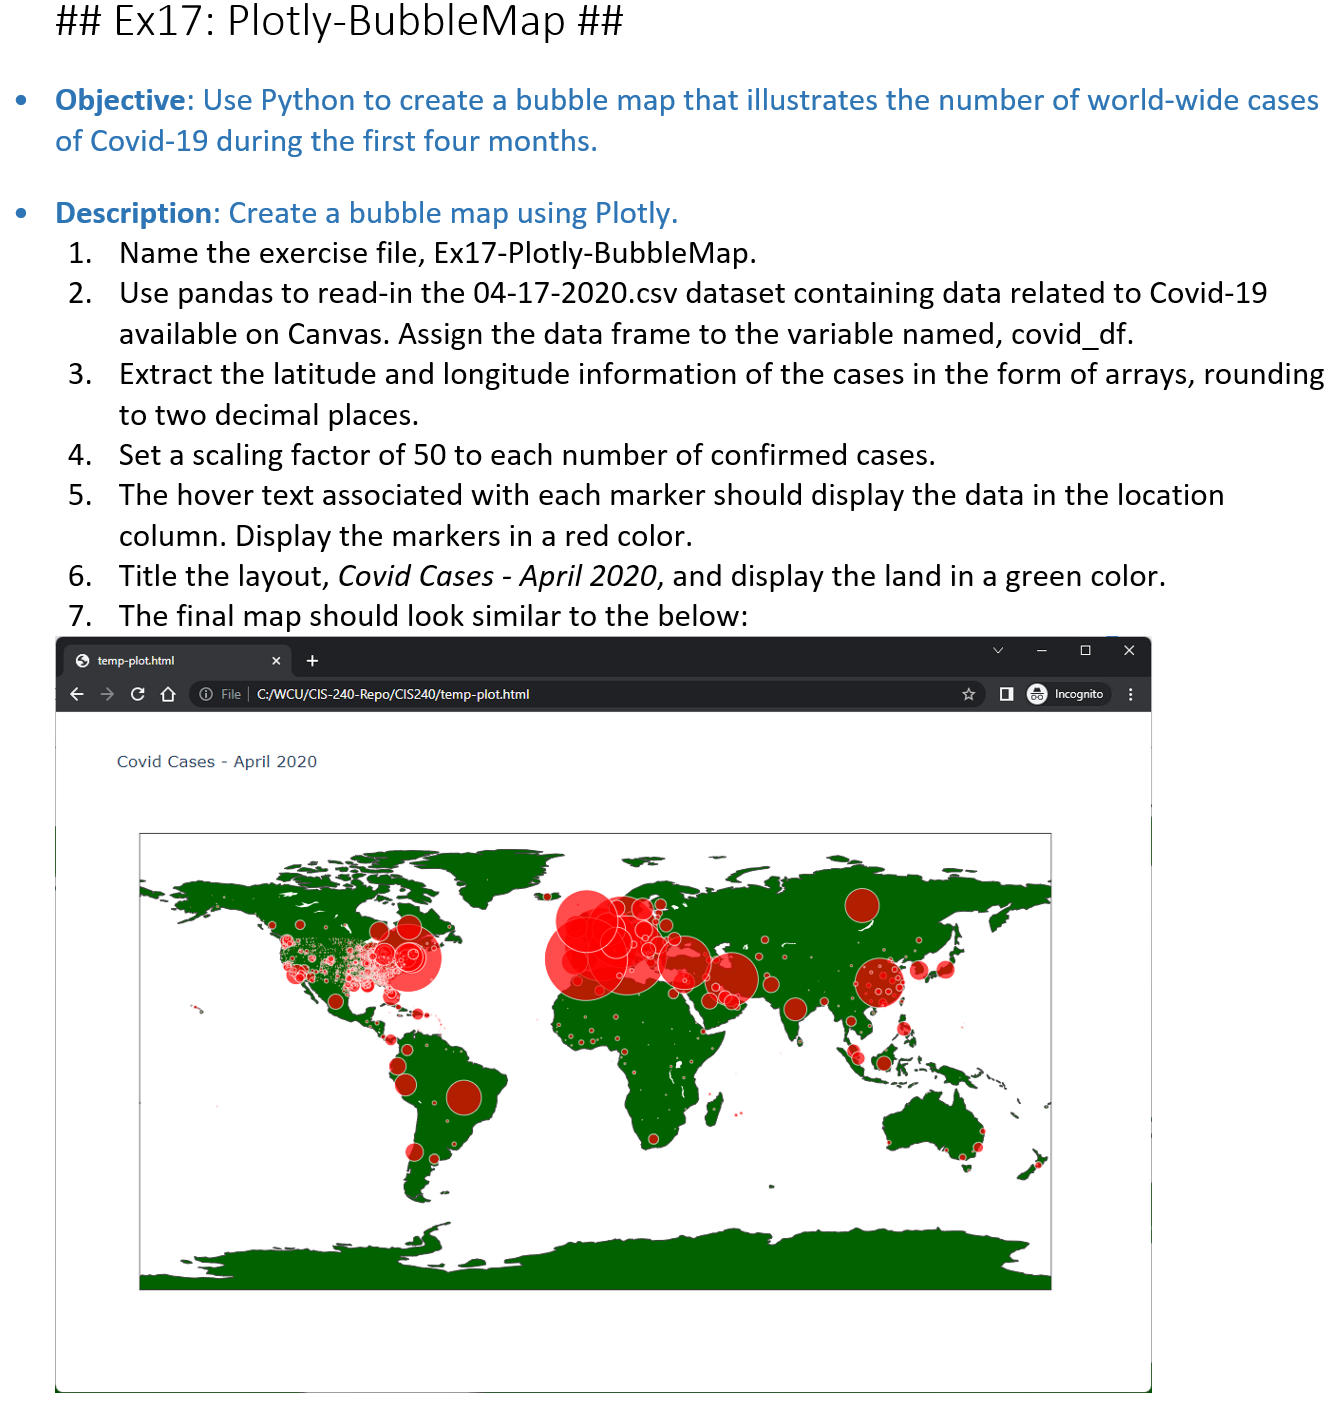 ## Ex17: Plotly-BubbleMap ##
• Objective: Use Python to create a bubble map that illustrates the number of world-wide cases
of Covid-19 during the first four months.
• Description: Create a bubble map using Plotly.
1. Name the exercise file, Ex17-Plotly-BubbleMap.
2. Use pandas to read-in the 04-17-2020.csv dataset containing data related to Covid-19
available on Canvas. Assign the data frame to the variable named, covid_df.
3. Extract the latitude and longitude information of the cases in the form of arrays, rounding
to two decimal places.
4. Set a scaling factor of 50 to each number of confirmed cases.
5. The hover text associated with each marker should display the data in the location
column. Display the markers in a red color.
6. Title the layout, Covid Cases - April 2020, and display the land in a green color.
7. The final map should look similar to the below:
temp-plot.html
File | C:/WCU/CIS-240-Repo/CIS240/temp-plot.html
Incognito
Covid Cases - April 2020